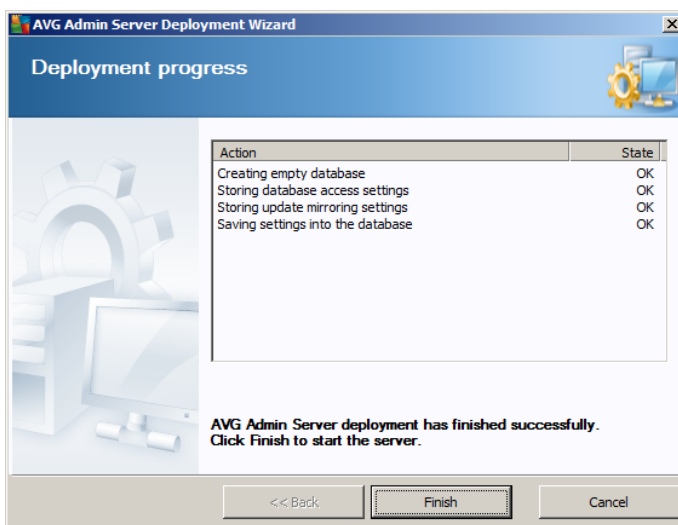 AVG Admin Server Deployment Wizard
Deployment progress
Action State
Creating empty database OK
Storing database access settings OK
Storing update mirroring settings OK
Saving settings into the database OK
AVG Admin Server deployment has finished successfully.
Click Finish to start the server.
<< Back Finish Cancel